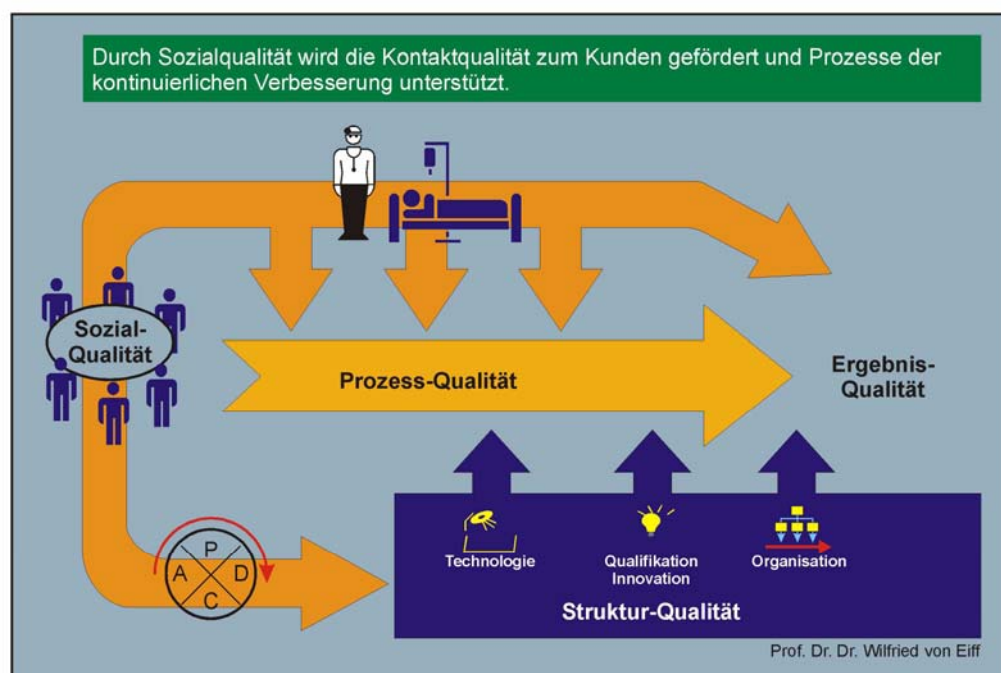 Durch Sozialqualität wird die Kontaktqualität zum Kunden gefördert und Prozesse der
kontinuierlichen Verbesserung unterstützt.
Sozial-
Qualität
Prozess-Qualität
Ergebnis-
Qualität
P
A D
C
Technologie
Qualifikation
Innovation
Organisation
Struktur-Qualität
Prof. Dr. Dr. Wilfried von Eiff